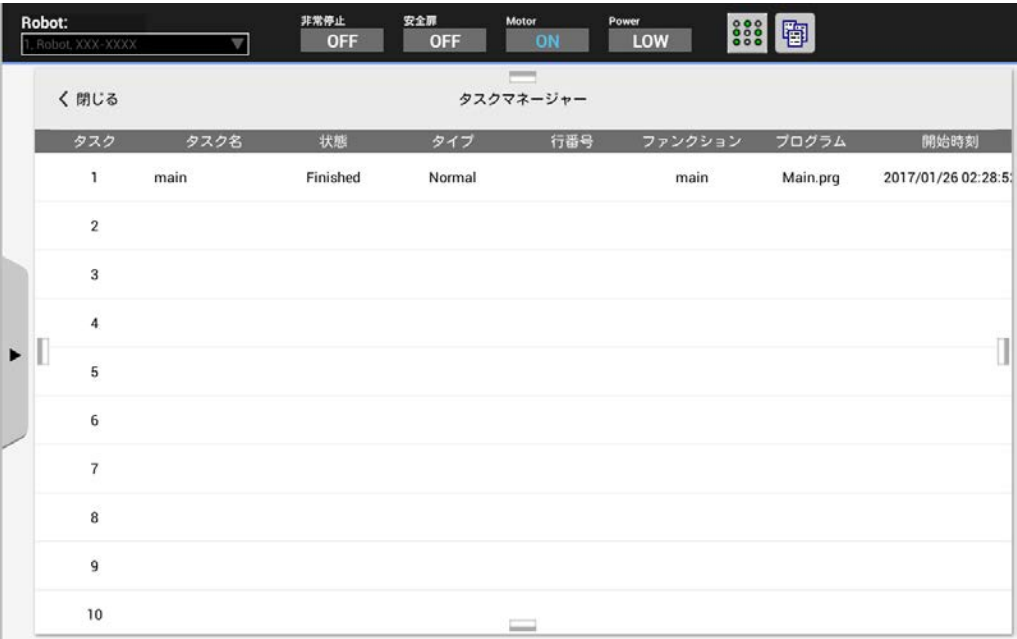 Robot: 非常停止 安全扉 Motor Power
1, Robot, XXX-XXXX OFF OFF ON LOW
閉じる タスクマネージャー
タスク タスク名 状態 タイプ 行番号 ファンクション プログラム 開始時刻
1 main Finished Normal main Main.prg 2017/01/26 02:28:5
2
3
4
5
6
7
8
9
10